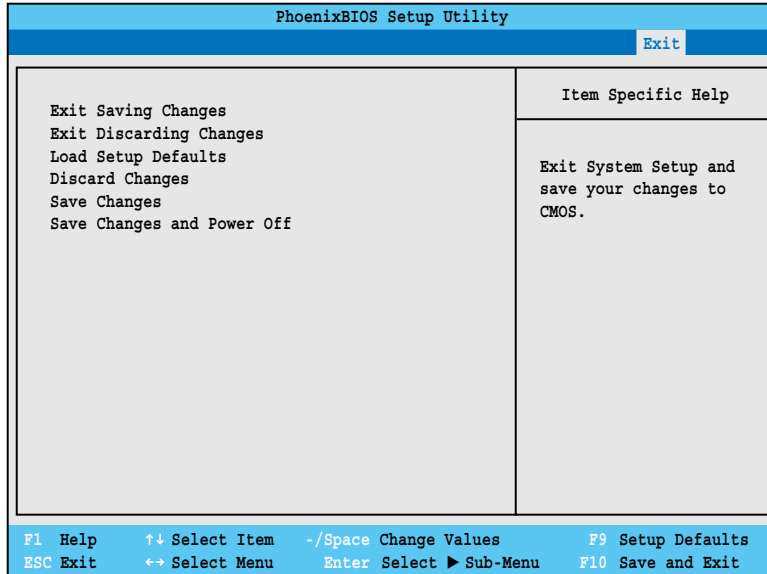 PhoenixBIOS Setup Utility
Exit
Exit Saving Changes
Exit Discarding Changes
Load Setup Defaults
Discard Changes
Save Changes
Save Changes and Power Off
Item Specific Help
Exit System Setup and
save your changes to
CMOS.
F1 Help ↑↓ Select Item -/Space Change Values F9 Setup Defaults
ESC Exit ←→ Select Menu Enter Select ▶ Sub-Menu F10 Save and Exit